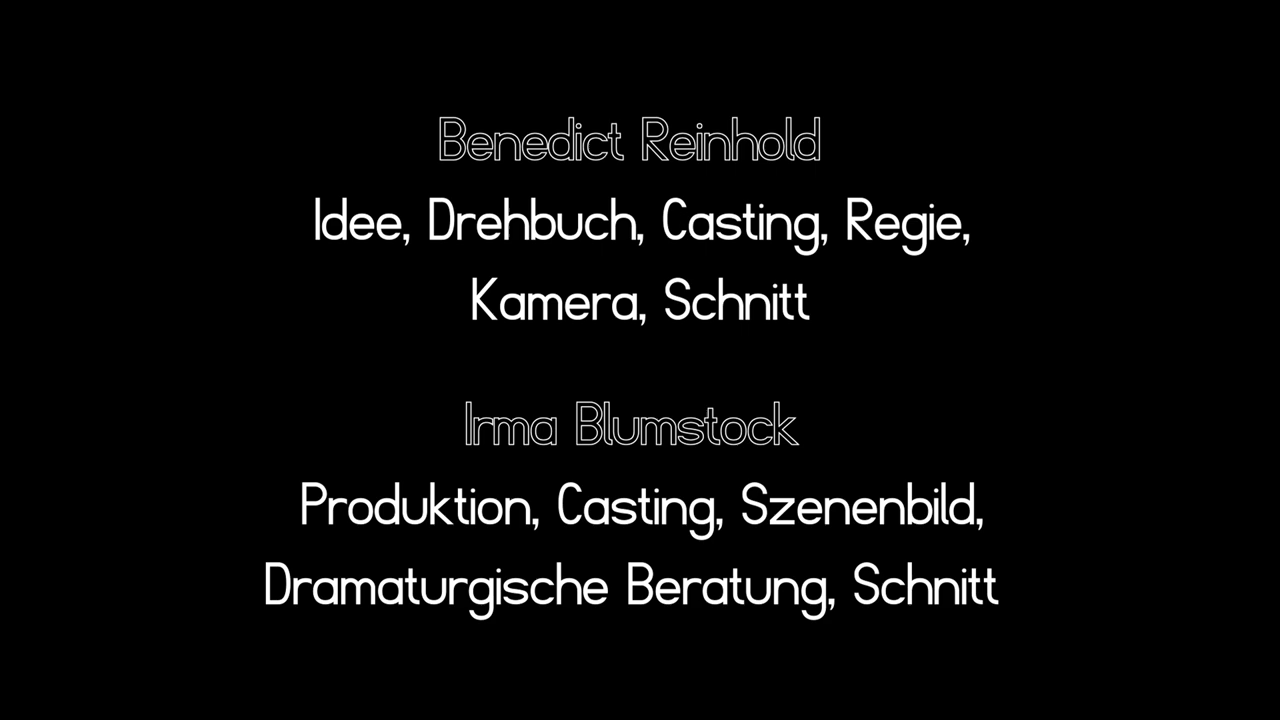 Benedict Reinhold
Idee, Drehbuch, Casting, Regie,
Kamera, Schnitt
Irma Blumstock
Produktion, Casting, Szenenbild,
Dramaturgische Beratung, Schnitt